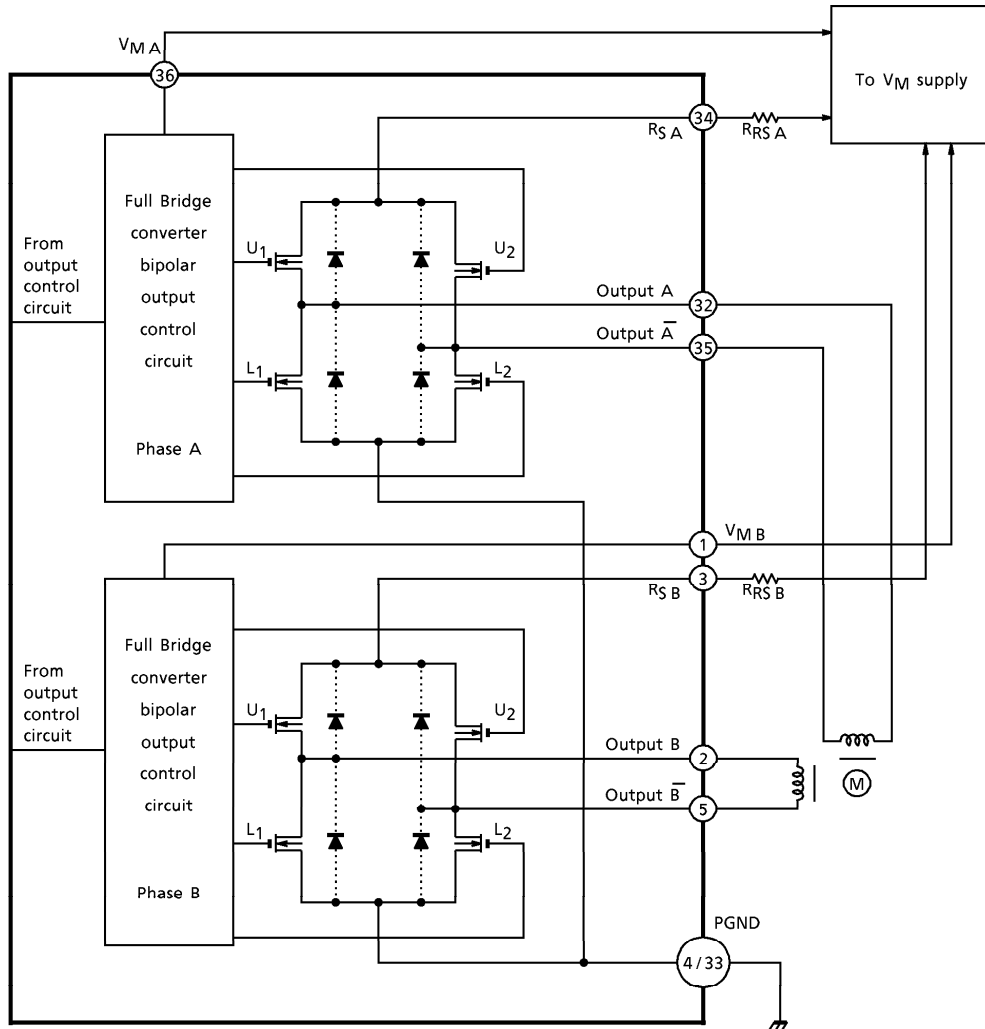 VM A
36
To VM supply
RS A
34
RRS A
Full Bridge
converter
bipolar
output
control
circuit
Phase A
From
output
control
circuit
U1
U2
L1
L2
Output A
32
Output A̅
35
VM B
1
3
RS B
RRS B
Full Bridge
converter
bipolar
output
control
circuit
Phase B
From
output
control
circuit
U1
U2
L1
L2
Output B
2
Output B̅
5
M
PGND
4/33